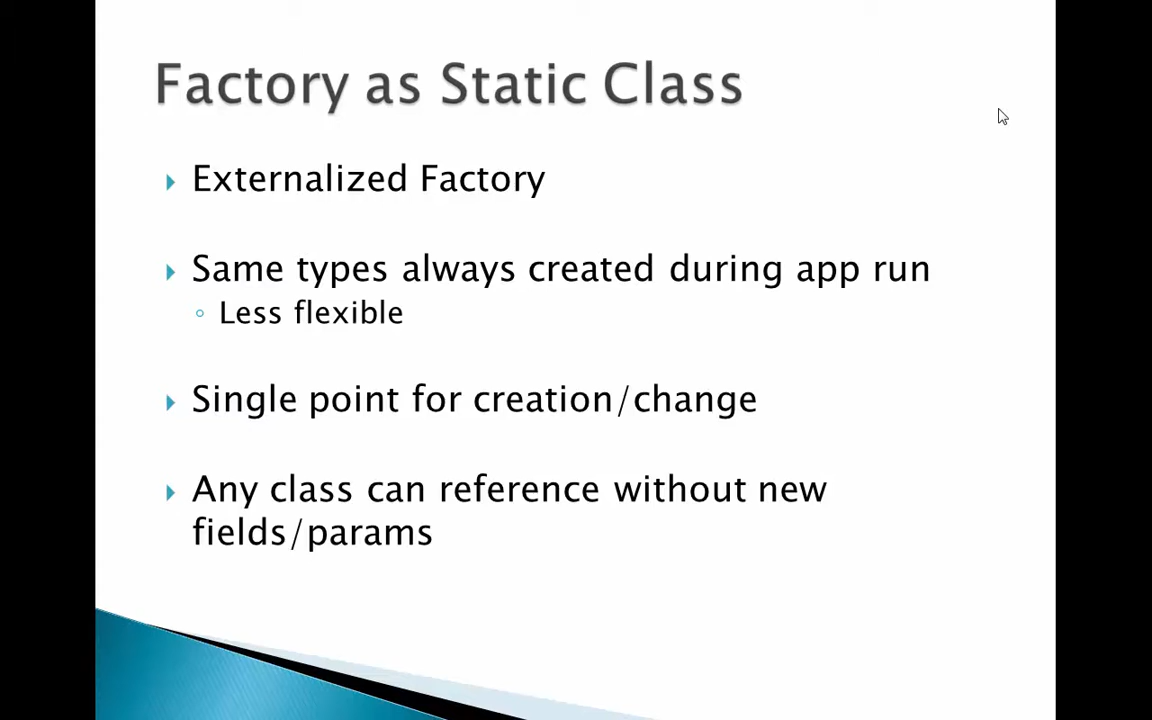 Factory as Static Class
Externalized Factory
Same types always created during app run
Less flexible
Single point for creation/change
Any class can reference without new
fields/params